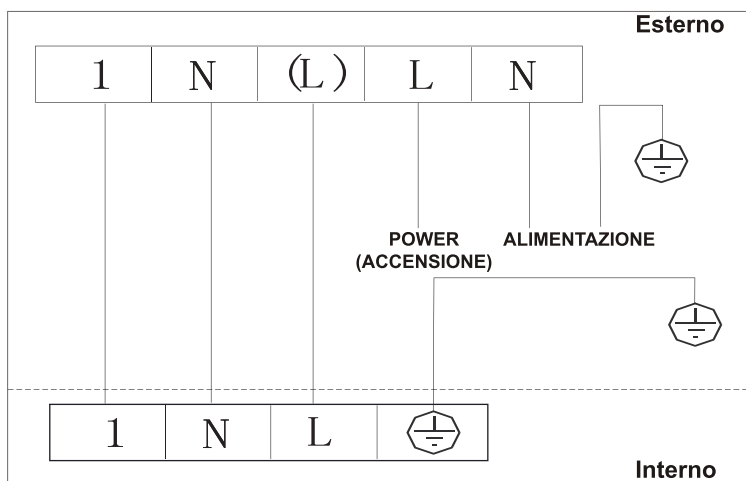 Esterno
1 N (L) L N
POWER
(ACCENSIONE)
ALIMENTAZIONE
1 N L
Interno